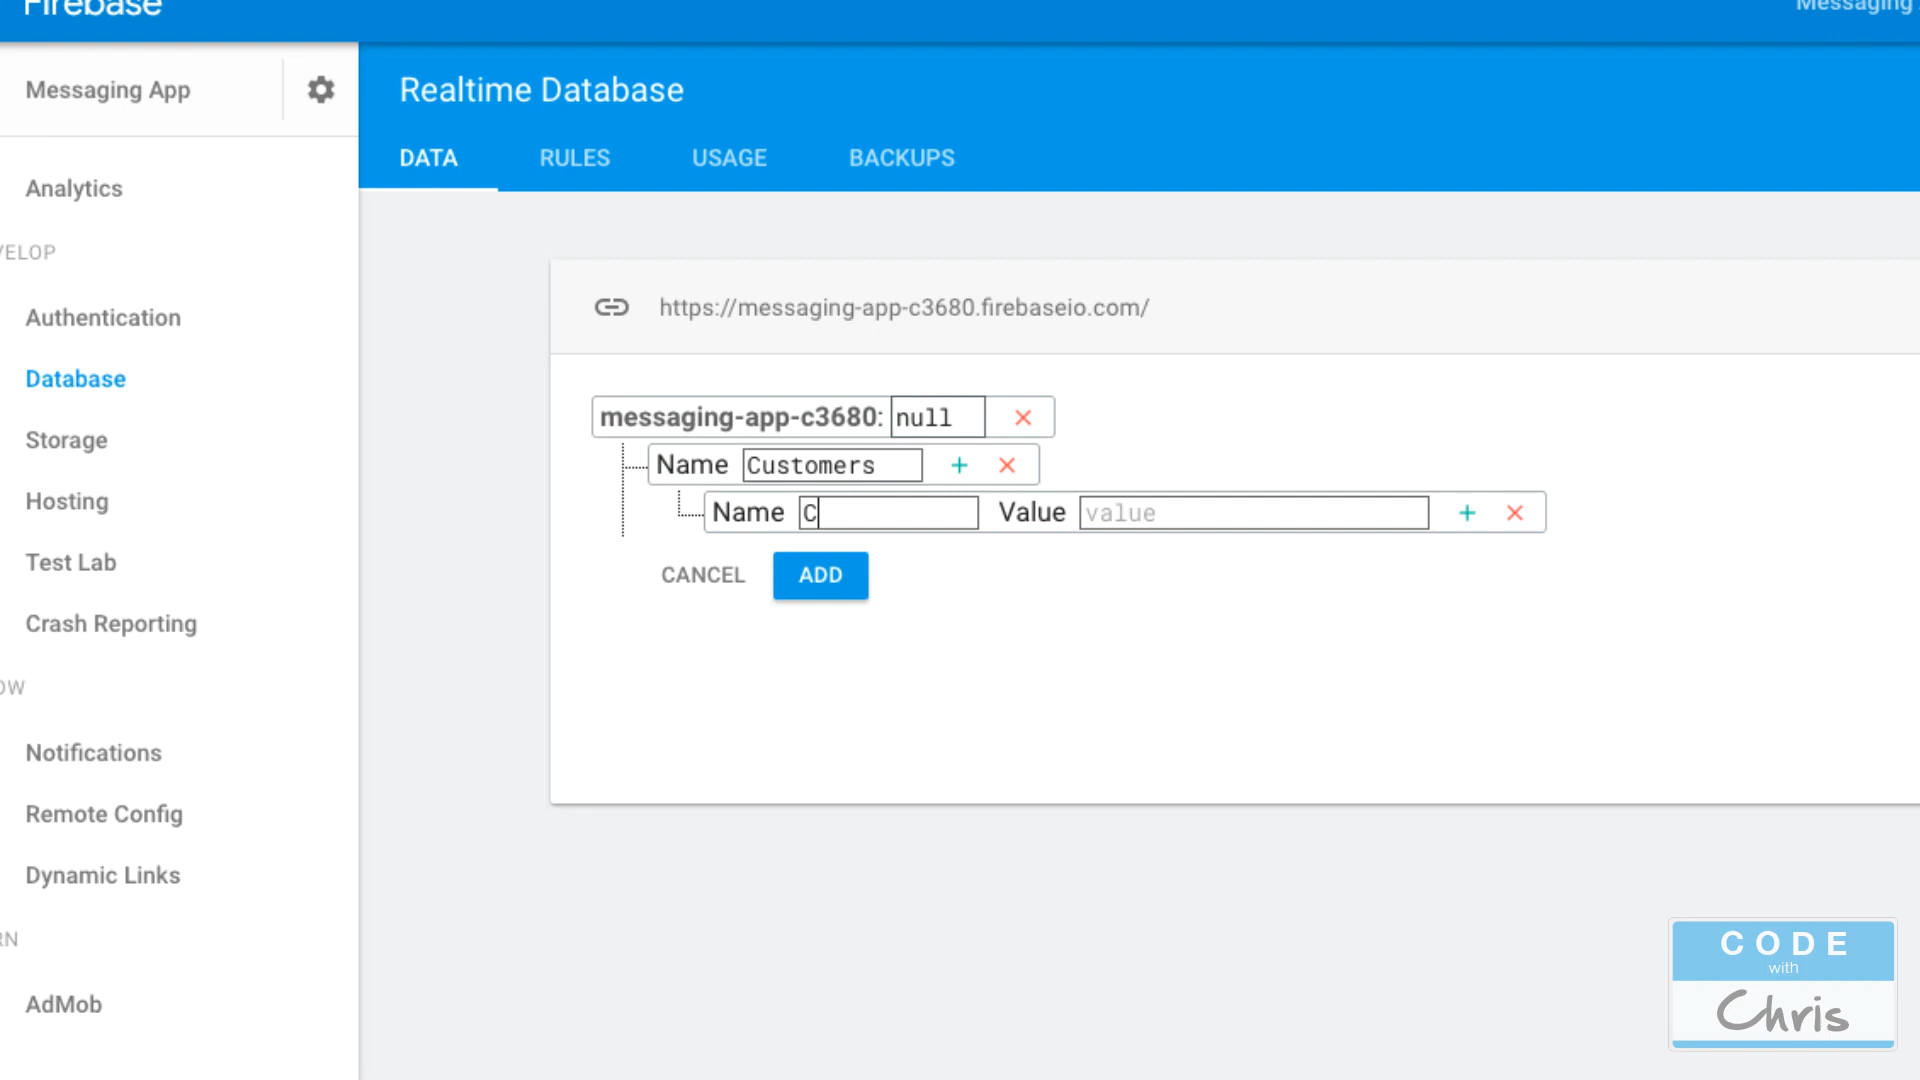 Firebase
Messaging
Messaging App
Realtime Database
DATA RULES USAGE BACKUPS
Analytics
VELOP
Authentication
Database
Storage
Hosting
Test Lab
Crash Reporting
OW
Notifications
Remote Config
Dynamic Links
RN
AdMob
https://messaging-app-c3680.firebaseio.com/
messaging-app-c3680: null
Name Customers
Name C Value value
CANCEL ADD
CODE
with
Chris